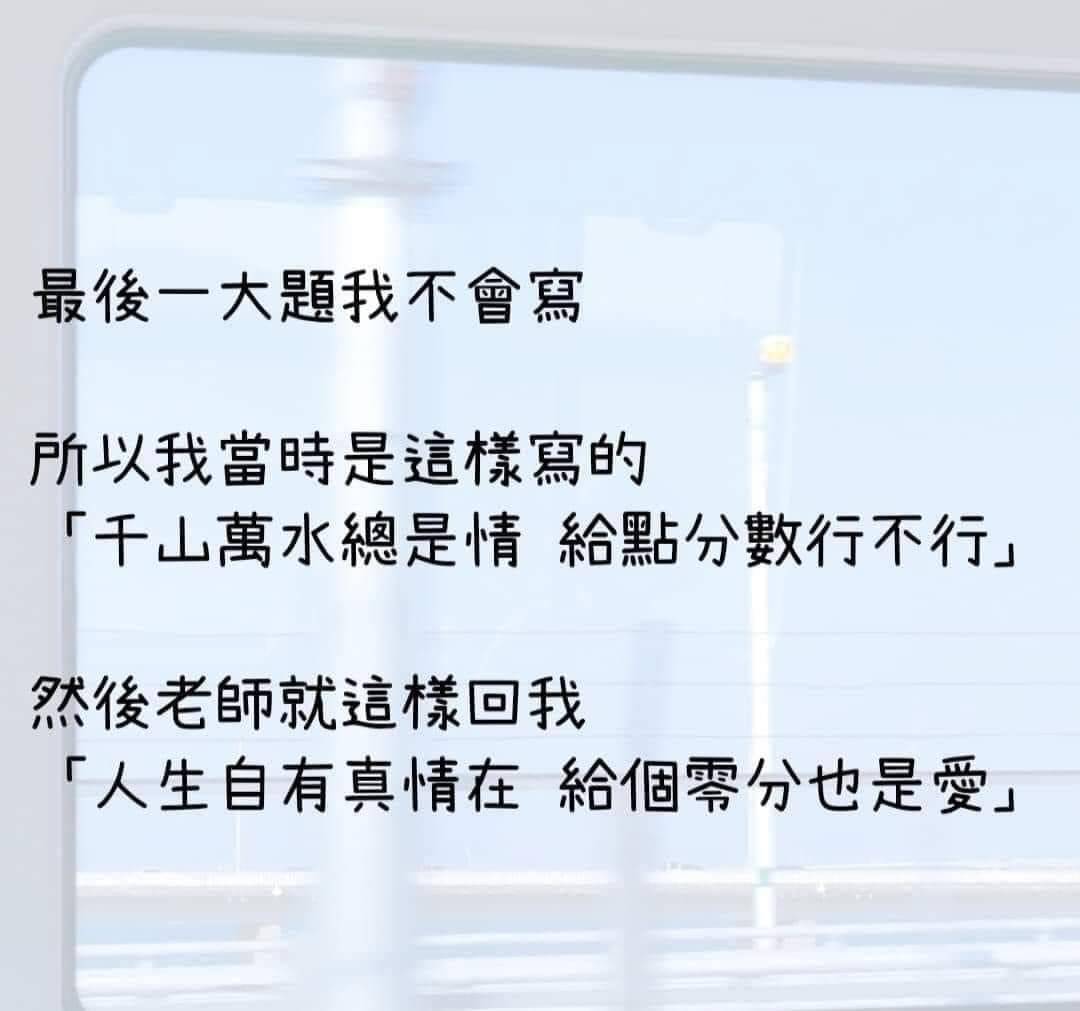 最後一大題我不會寫
所以我當時是這樣寫的
「千山萬水總是情 給點分數行不行」
然後老師就這樣回我
「人生自有真情在 給個零分也是愛」